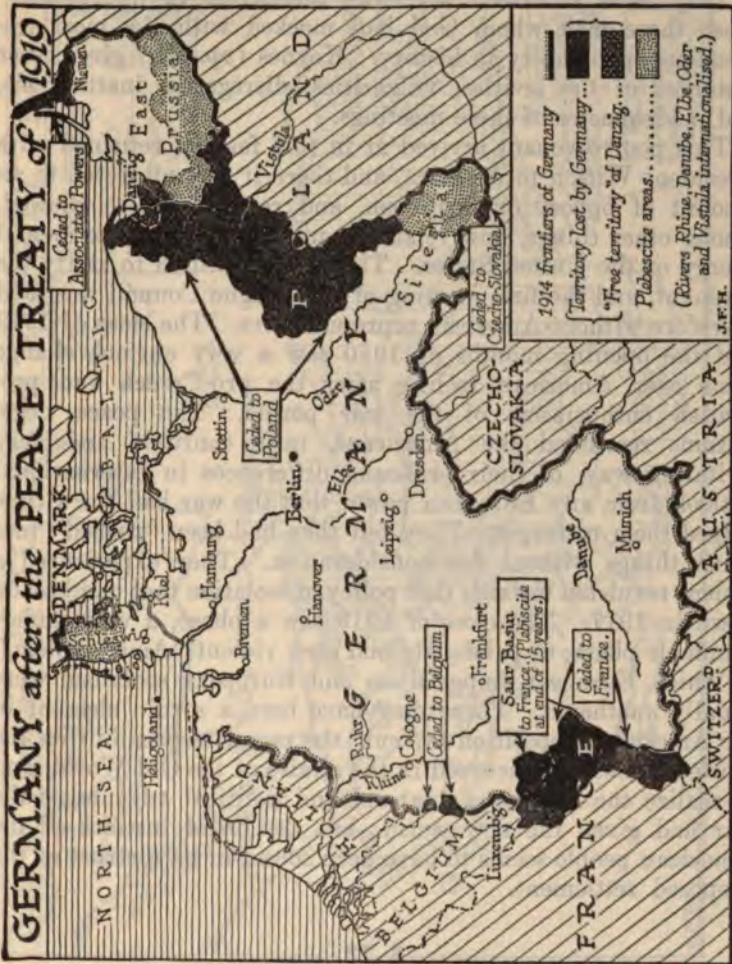 GERMANY after the PEACE TREATY of 1919
NORTH SEA
DENMARK
BALTIC
Ceded to
Associated Powers
Niemen
Danzig
East
Prussia
Schles
Kiel
Heligoland
Hamburg
Bremen
Stettin
Ceded to
Poland
POLAND
Vistula
Berlin
Hanover
Elbe
Oder
Silesia
GERMANY
Leipzig
Dresden
Ruhr
Cologne
Rhine
HOLLAND
BELGIUM
Luxemb'g
Ceded to Belgium
Frankfurt
Saar Basin
to France. (Plebiscite
at end of 15 years.)
Ceded to
France
FRANCE
CZECHO-
SLOVAKIA
Ceded to
Czecho-Slovakia
Danube
Munich
AUSTRIA
SWITZERD
1914 frontiers of Germany
Territory lost by Germany...
"Free territory" of Danzig..
Plebescite areas............
(Rivers Rhine, Danube, Elbe, Oder
and Vistula internationalised.)
J.F.H.